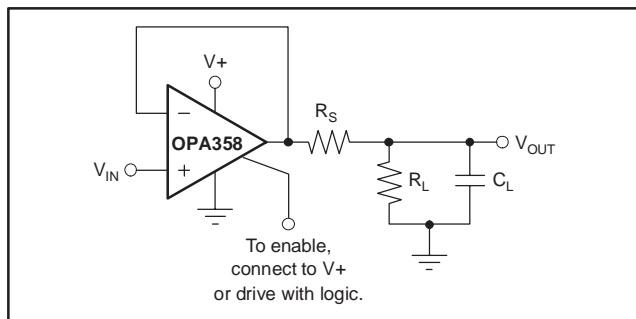 V+
−
OPA358
+
V_IN
R_S
V_OUT
R_L
C_L
To enable,
connect to V+
or drive with logic.